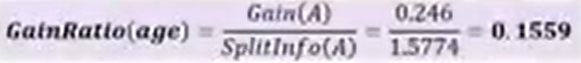 GainRatio(age) = Gain(A) / SplitInfo(A) = 0.246 / 1.5774 = 0.1559